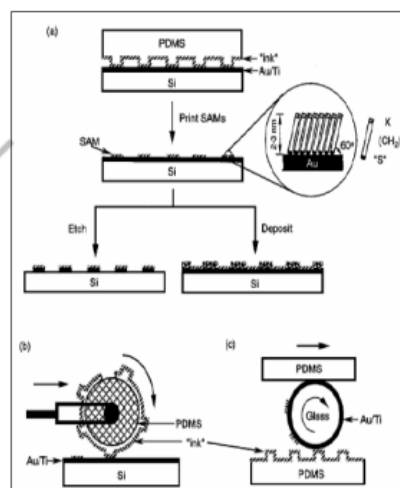 (a)
PDMS
"ink"
Au/Ti
Si
Print SAMs
SAM
Si
2-3 nm
60°
Au
X
(CH₂)
"S"
Etch
Deposit
Si
Si
(b)
PDMS
"ink"
Au/Ti
Si
(c)
PDMS
Glass
Au/Ti
PDMS